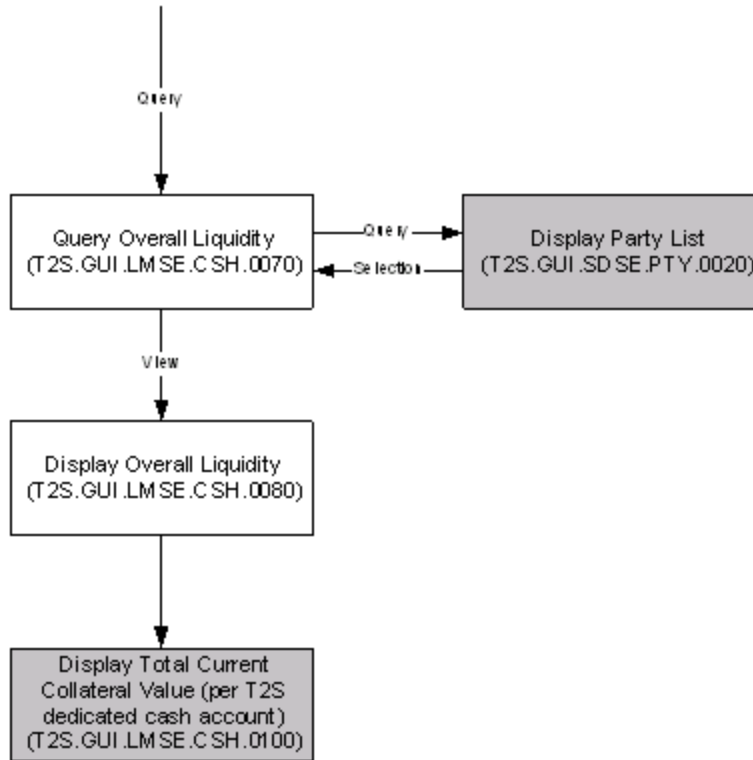 Query
Query Overall Liquidity
(T2S.GUI.LMSE.CSH.0070)
Query
Selection
Display Party List
(T2S.GUI.SDSE.PTY.0020)
View
Display Overall Liquidity
(T2S.GUI.LMSE.CSH.0080)
Display Total Current
Collateral Value (per T2S
dedicated cash account)
(T2S.GUI.LMSE.CSH.0100)